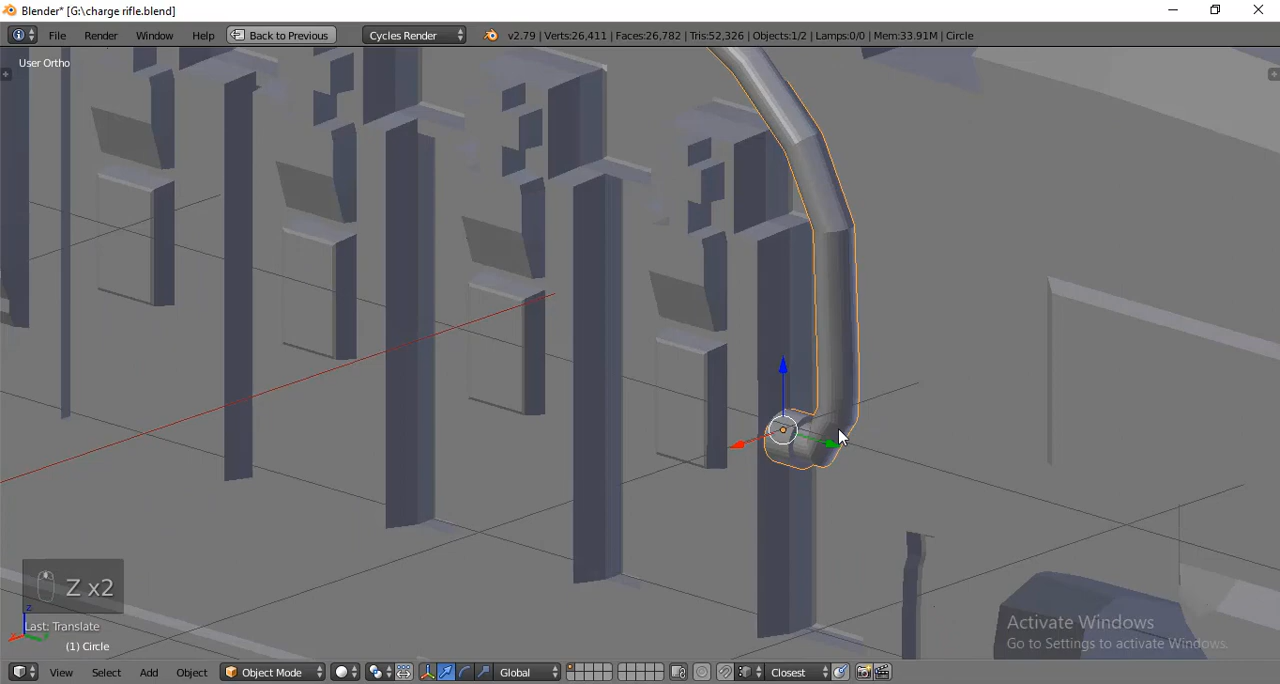 Blender* [G:\charge rifle.blend]
File Render Window Help Back to Previous Cycles Render v2.79 | Verts:26,411 | Faces:26,782 | Tris:52,326 | Objects:1/2 | Lamps:0/0 | Mem:33.91M | Circle
User Ortho
Z x2
z
Last: Translate
(1) Circle
Activate Windows
Go to Settings to activate Windows.
View Select Add Object Object Mode Global Closest